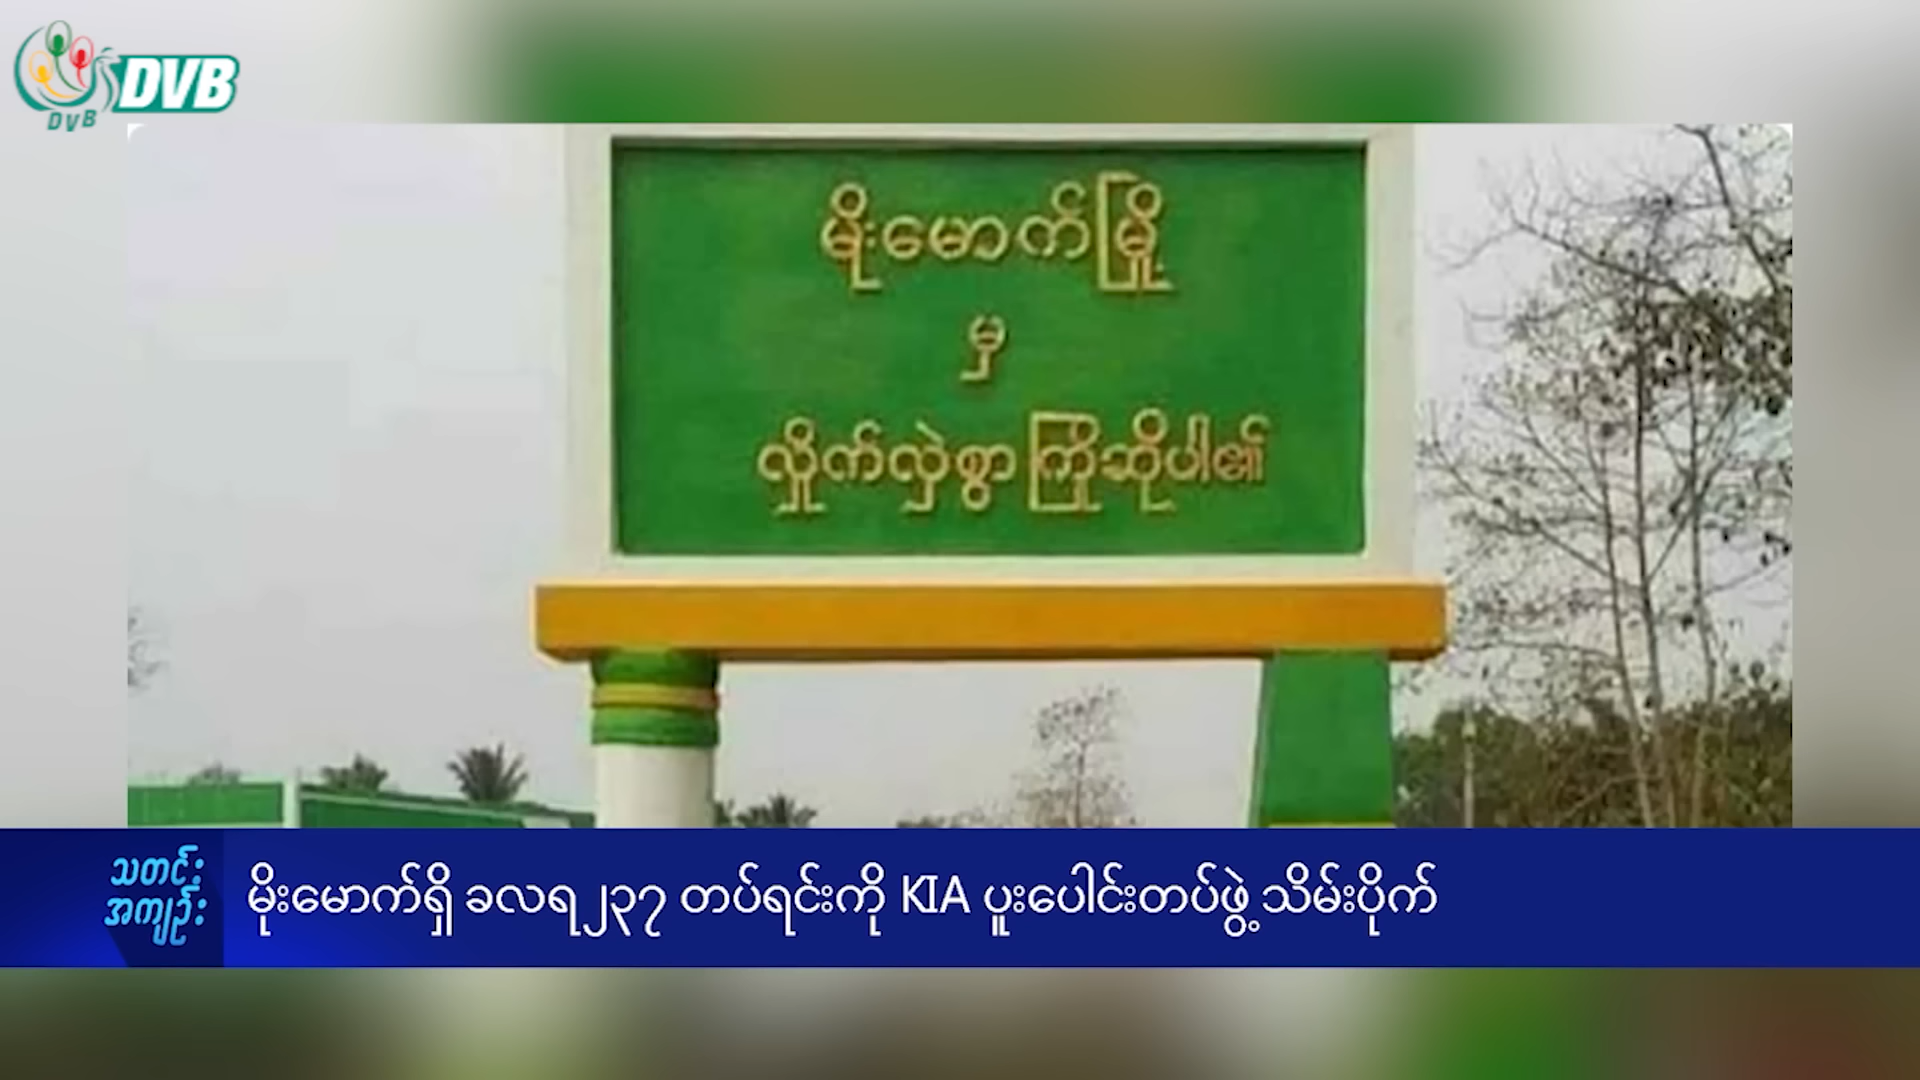 DVB
DVB
မိုးမောက်မြို့
မှ
လှိုက်လှဲစွာ ကြိုဆိုပါ၏
သတင်း
အကျဉ်း
မိုးမောက်ရှိ ခလရ၂၃၇ တပ်ရင်းကို KIA ပူးပေါင်းတပ်ဖွဲ့ သိမ်းပိုက်